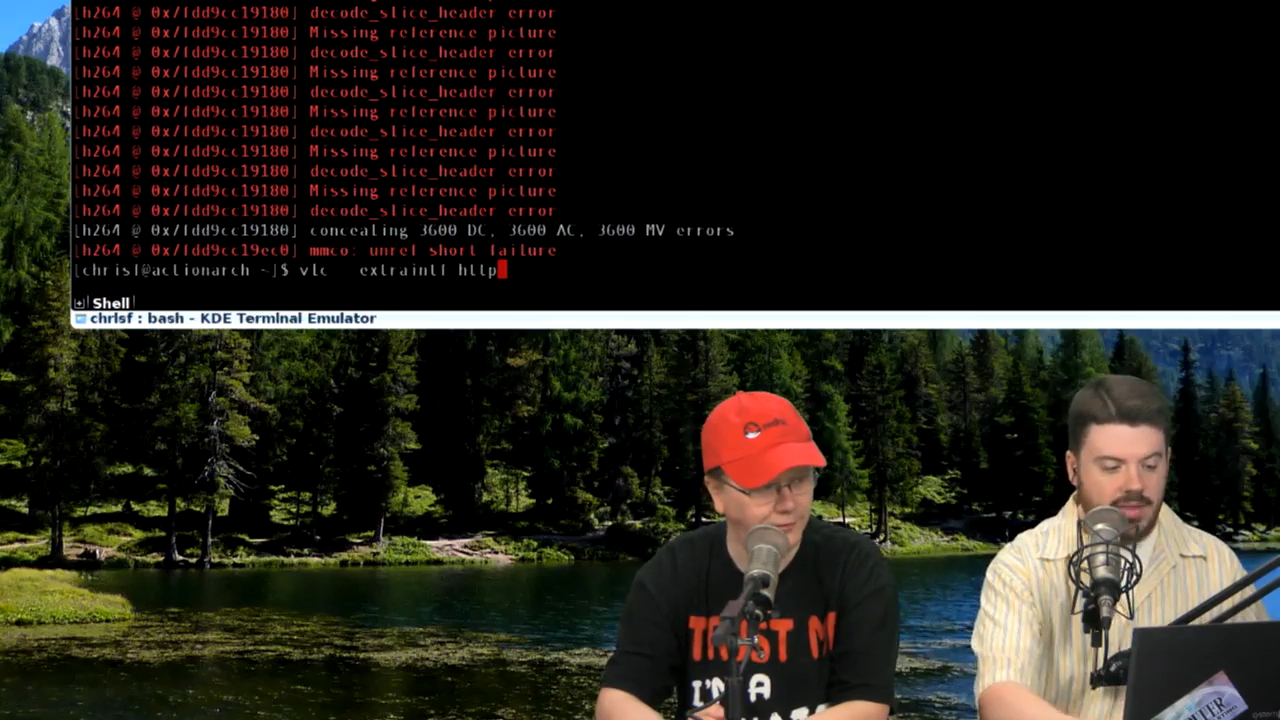 [h264 @ 0x7fdd9cc19180] decode_slice_header error
[h264 @ 0x7fdd9cc19180] Missing reference picture
[h264 @ 0x7fdd9cc19180] decode_slice_header error
[h264 @ 0x7fdd9cc19180] Missing reference picture
[h264 @ 0x7fdd9cc19180] decode_slice_header error
[h264 @ 0x7fdd9cc19180] Missing reference picture
[h264 @ 0x7fdd9cc19180] decode_slice_header error
[h264 @ 0x7fdd9cc19180] Missing reference picture
[h264 @ 0x7fdd9cc19180] decode_slice_header error
[h264 @ 0x7fdd9cc19180] Missing reference picture
[h264 @ 0x7fdd9cc19180] decode_slice_header error
[h264 @ 0x7fdd9cc19180] concealing 3600 DC, 3600 AC, 3600 MV errors
[h264 @ 0x7fdd9cc19ec0] mmco: unref short failure
[chrisf@actionarch ~]$ vlc --extraintf http
Shell
chrisf : bash - KDE Terminal Emulator
TRUST M
I'M A